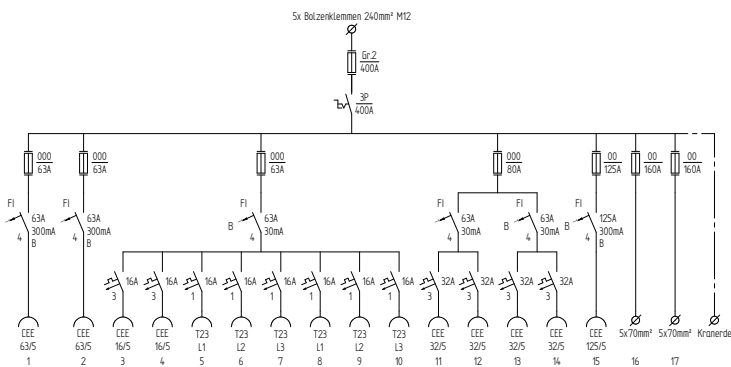 5x Bolzenklemmen 240mm² M12
Gr.2
400A
3P
400A
000 000 000 000 00 00 00
63A 63A 63A 80A 125A 160A 160A
FI FI FI FI FI FI
63A 63A 63A 63A 63A 125A
300mA 300mA B 30mA 30mA B 30mA 300mA
4 B 4 B 4 4 4 4 B
16A 16A 16A 16A 16A 16A 16A 16A 32A 32A 32A 32A
3 3 1 1 1 1 1 1 3 3 3 3
CEE CEE CEE CEE T23 T23 T23 T23 T23 T23 CEE CEE CEE CEE CEE 5x70mm² 5x70mm² Kranerde
63/5 63/5 16/5 16/5 L1 L2 L3 L1 L2 L3 32/5 32/5 32/5 32/5 125/5
1 2 3 4 5 6 7 8 9 10 11 12 13 14 15 16 17